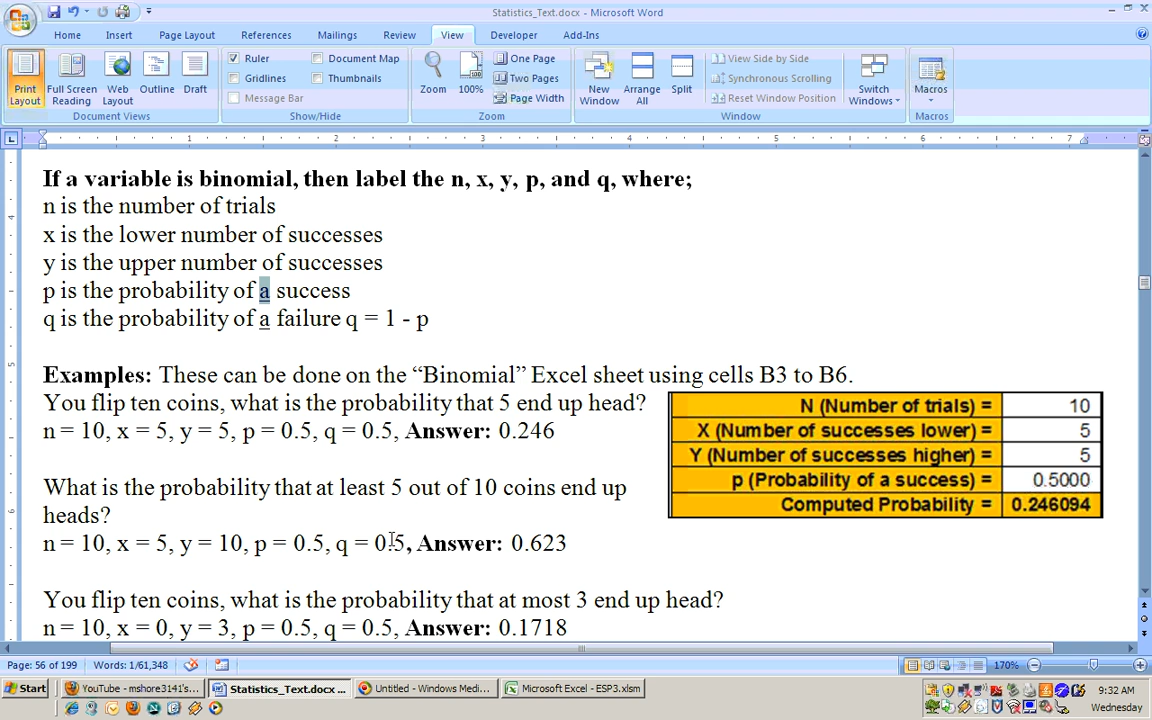 Statistics_Text.docx - Microsoft Word
Home Insert Page Layout References Mailings Review View Developer Add-Ins
Ruler Document Map One Page View Side by Side
Gridlines Thumbnails Two Pages Synchronous Scrolling
Message Bar Page Width Reset Window Position
Print Layout Full Screen Reading Web Layout Outline Draft Zoom 100% New Window Arrange All Split Switch Windows Macros
Document Views Show/Hide Zoom Window Macros
1 2 3 4 5 6 7
If a variable is binomial, then label the n, x, y, p, and q, where;
n is the number of trials
x is the lower number of successes
y is the upper number of successes
p is the probability of a success
q is the probability of a failure q = 1 - p
Examples: These can be done on the “Binomial” Excel sheet using cells B3 to B6.
You flip ten coins, what is the probability that 5 end up head?
n = 10, x = 5, y = 5, p = 0.5, q = 0.5, Answer: 0.246
N (Number of trials) = 10
X (Number of successes lower) = 5
Y (Number of successes higher) = 5
p (Probability of a success) = 0.5000
Computed Probability = 0.246094
What is the probability that at least 5 out of 10 coins end up
heads?
n = 10, x = 5, y = 10, p = 0.5, q = 0.5, Answer: 0.623
You flip ten coins, what is the probability that at most 3 end up head?
n = 10, x = 0, y = 3, p = 0.5, q = 0.5, Answer: 0.1718
Page: 56 of 199 Words: 1/61,348 170%
Start YouTube - mshore3141's... Statistics_Text.docx ... Untitled - Windows Medi... Microsoft Excel - ESP3.xlsm 9:32 AM
Wednesday